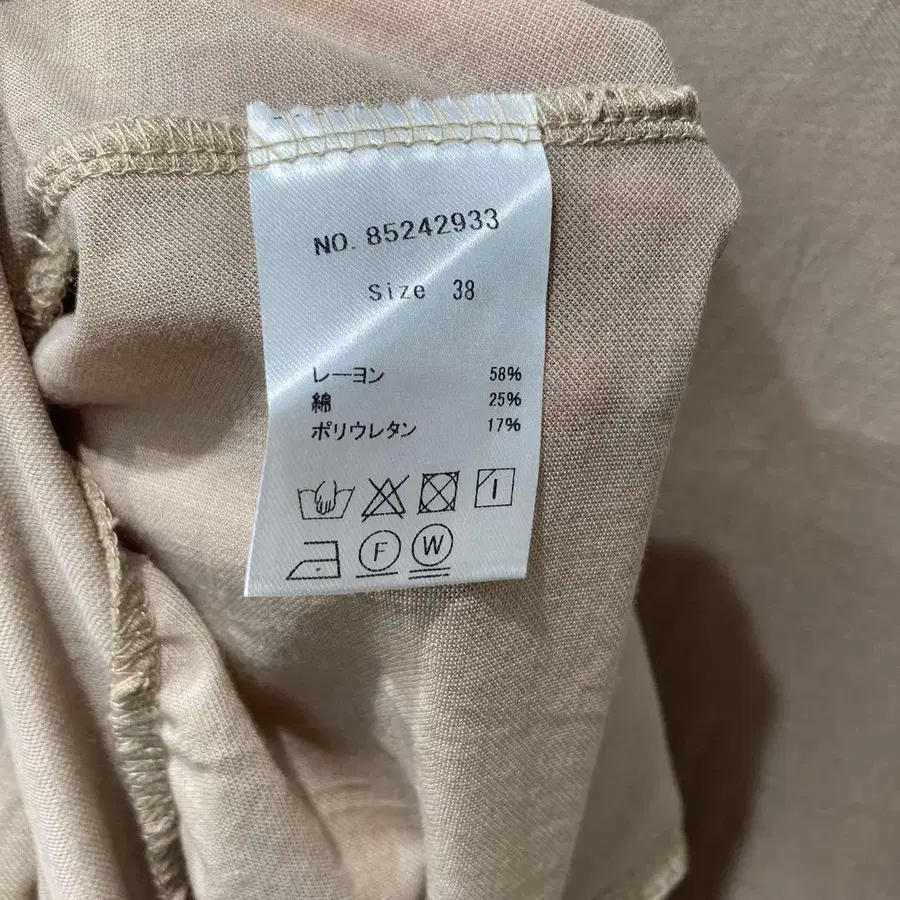 NO. 85242933
Size 38
レーヨン 58%
綿 25%
ポリウレタン 17%
F W